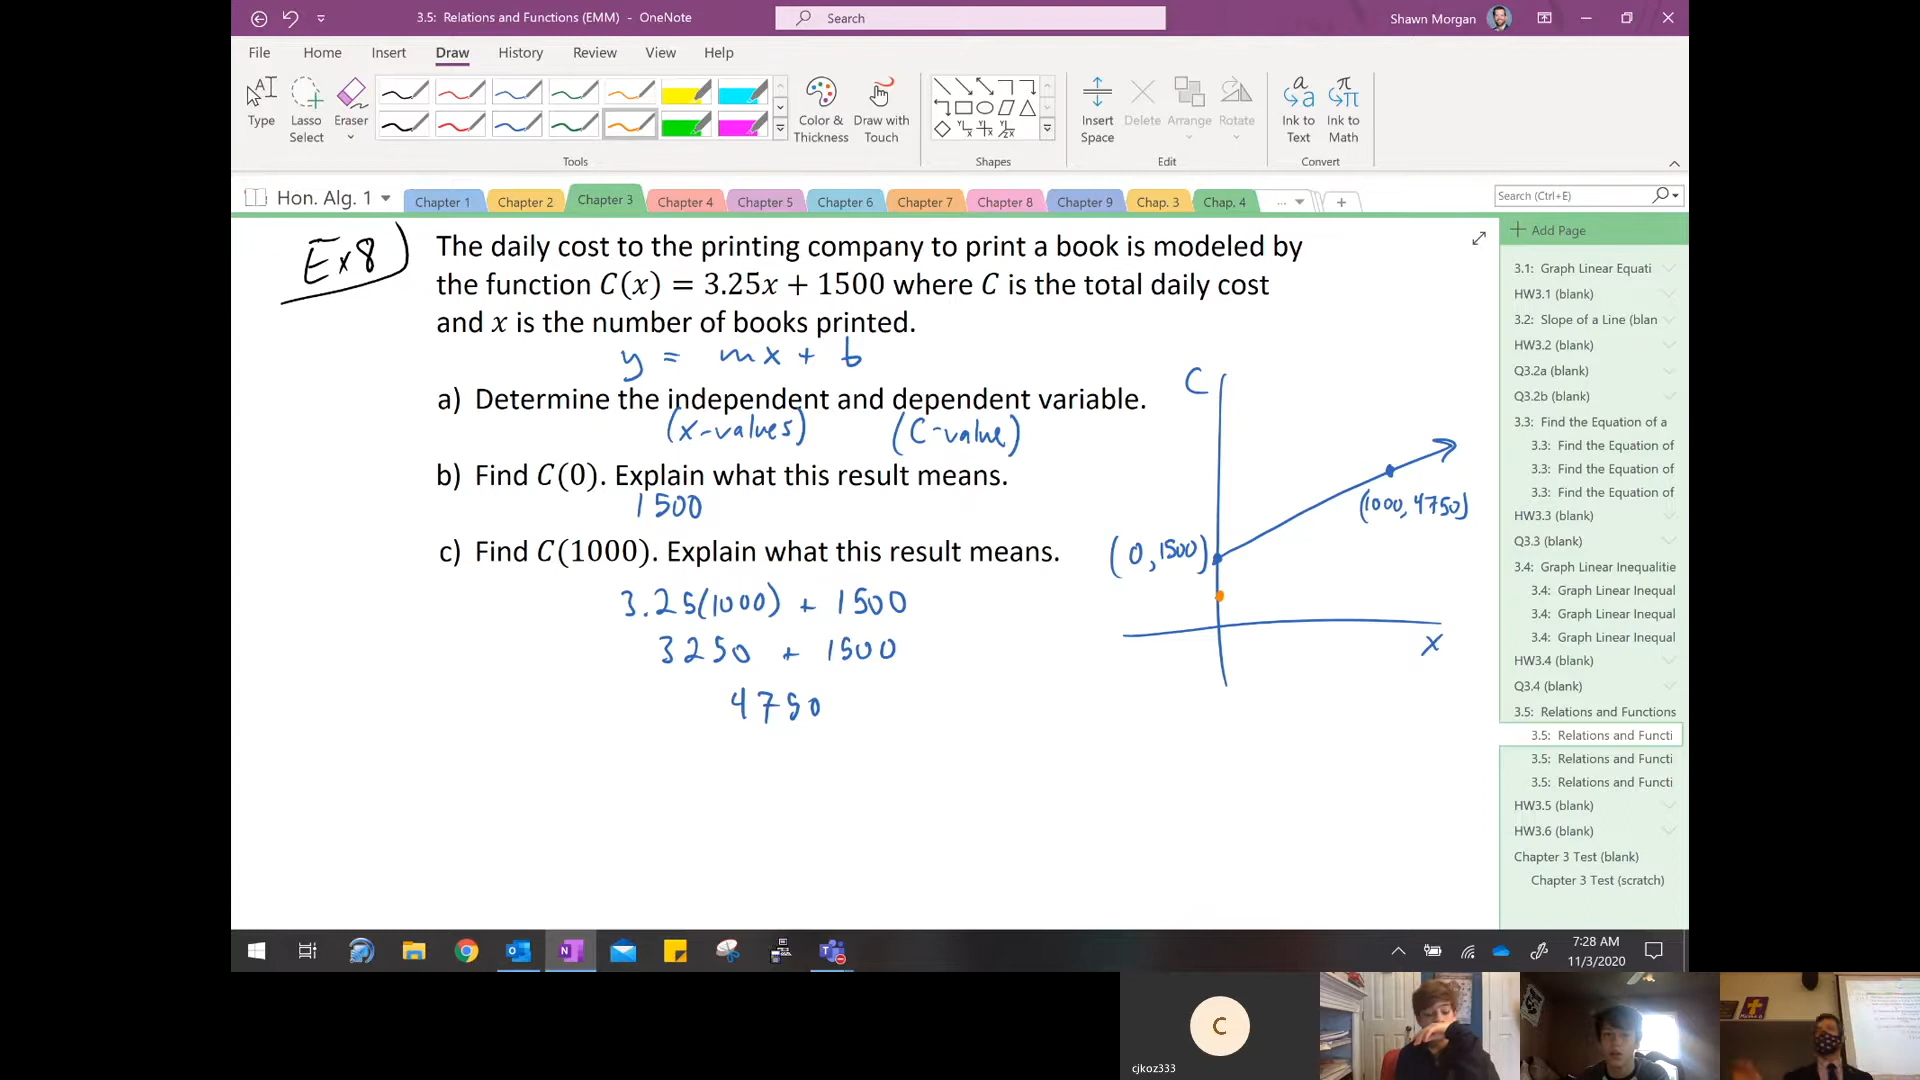 3.5: Relations and Functions (EMM) - OneNote
Search
Shawn Morgan
File Home Insert Draw History Review View Help
Type
Lasso Select
Eraser
Color & Thickness
Draw with Touch
Insert Space
Delete
Arrange
Rotate
Ink to Text
Ink to Math
Tools
Shapes
Edit
Convert
Hon. Alg. 1
Chapter 1 Chapter 2 Chapter 3 Chapter 4 Chapter 5 Chapter 6 Chapter 7 Chapter 8 Chapter 9 Chap. 3 Chap, 4 ...
Search (Ctrl+E)
Ex 8)
The daily cost to the printing company to print a book is modeled by
the function C(x) = 3.25x + 1500 where C is the total daily cost
and x is the number of books printed.
y = mx + b
a) Determine the independent and dependent variable.
(x-values) (C-value)
b) Find C(0). Explain what this result means.
1500
c) Find C(1000). Explain what this result means.
3.25(1000) + 1500
3250 + 1500
4750
C
(1000, 4750)
(0, 1500)
x
Add Page
3.1: Graph Linear Equati
HW3.1 (blank)
3.2: Slope of a Line (blan
HW3.2 (blank)
Q3.2a (blank)
Q3.2b (blank)
3.3: Find the Equation of a
3.3: Find the Equation of
3.3: Find the Equation of
3.3: Find the Equation of
HW3.3 (blank)
Q3.3 (blank)
3.4: Graph Linear Inequalitie
3.4: Graph Linear Inequal
3.4: Graph Linear Inequal
3.4: Graph Linear Inequal
HW3.4 (blank)
Q3.4 (blank)
3.5: Relations and Functions
3.5: Relations and Functi
3.5: Relations and Functi
3.5: Relations and Functi
HW3.5 (blank)
HW3.6 (blank)
Chapter 3 Test (blank)
Chapter 3 Test (scratch)
7:28 AM
11/3/2020
C
cjkoz333